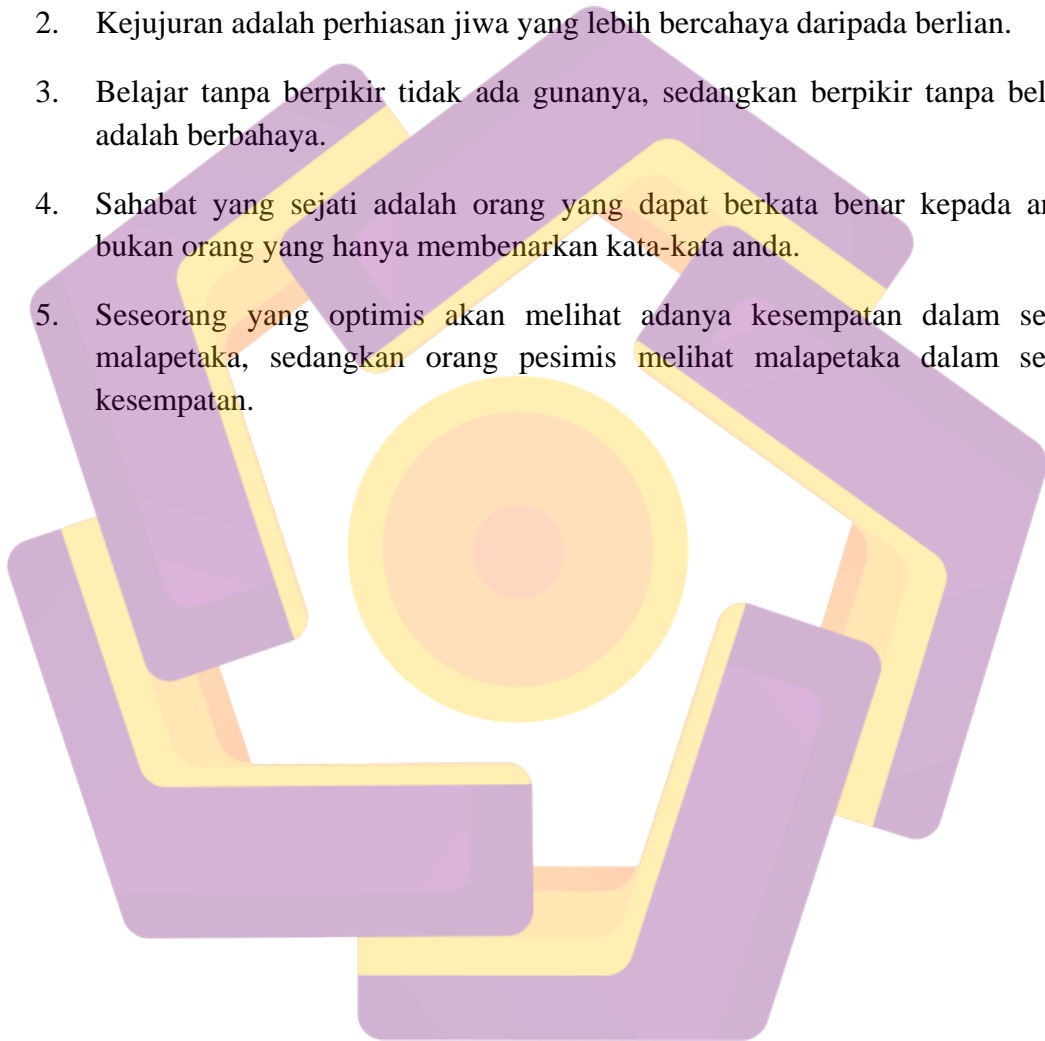 2. Kejujuran adalah perhiasan jiwa yang lebih bercahaya daripada berlian.
3. Belajar tanpa berpikir tidak ada gunanya, sedangkan berpikir tanpa bel
adalah berbahaya.
4. Sahabat yang sejati adalah orang yang dapat berkata benar kepada
bukan orang yang hanya membenarkan kata-kata anda.
5. Seseorang yang optimis akan melihat adanya kesempatan dalam se
malapetaka, sedangkan orang pesimis melihat malapetaka dalam se
kesempatan.